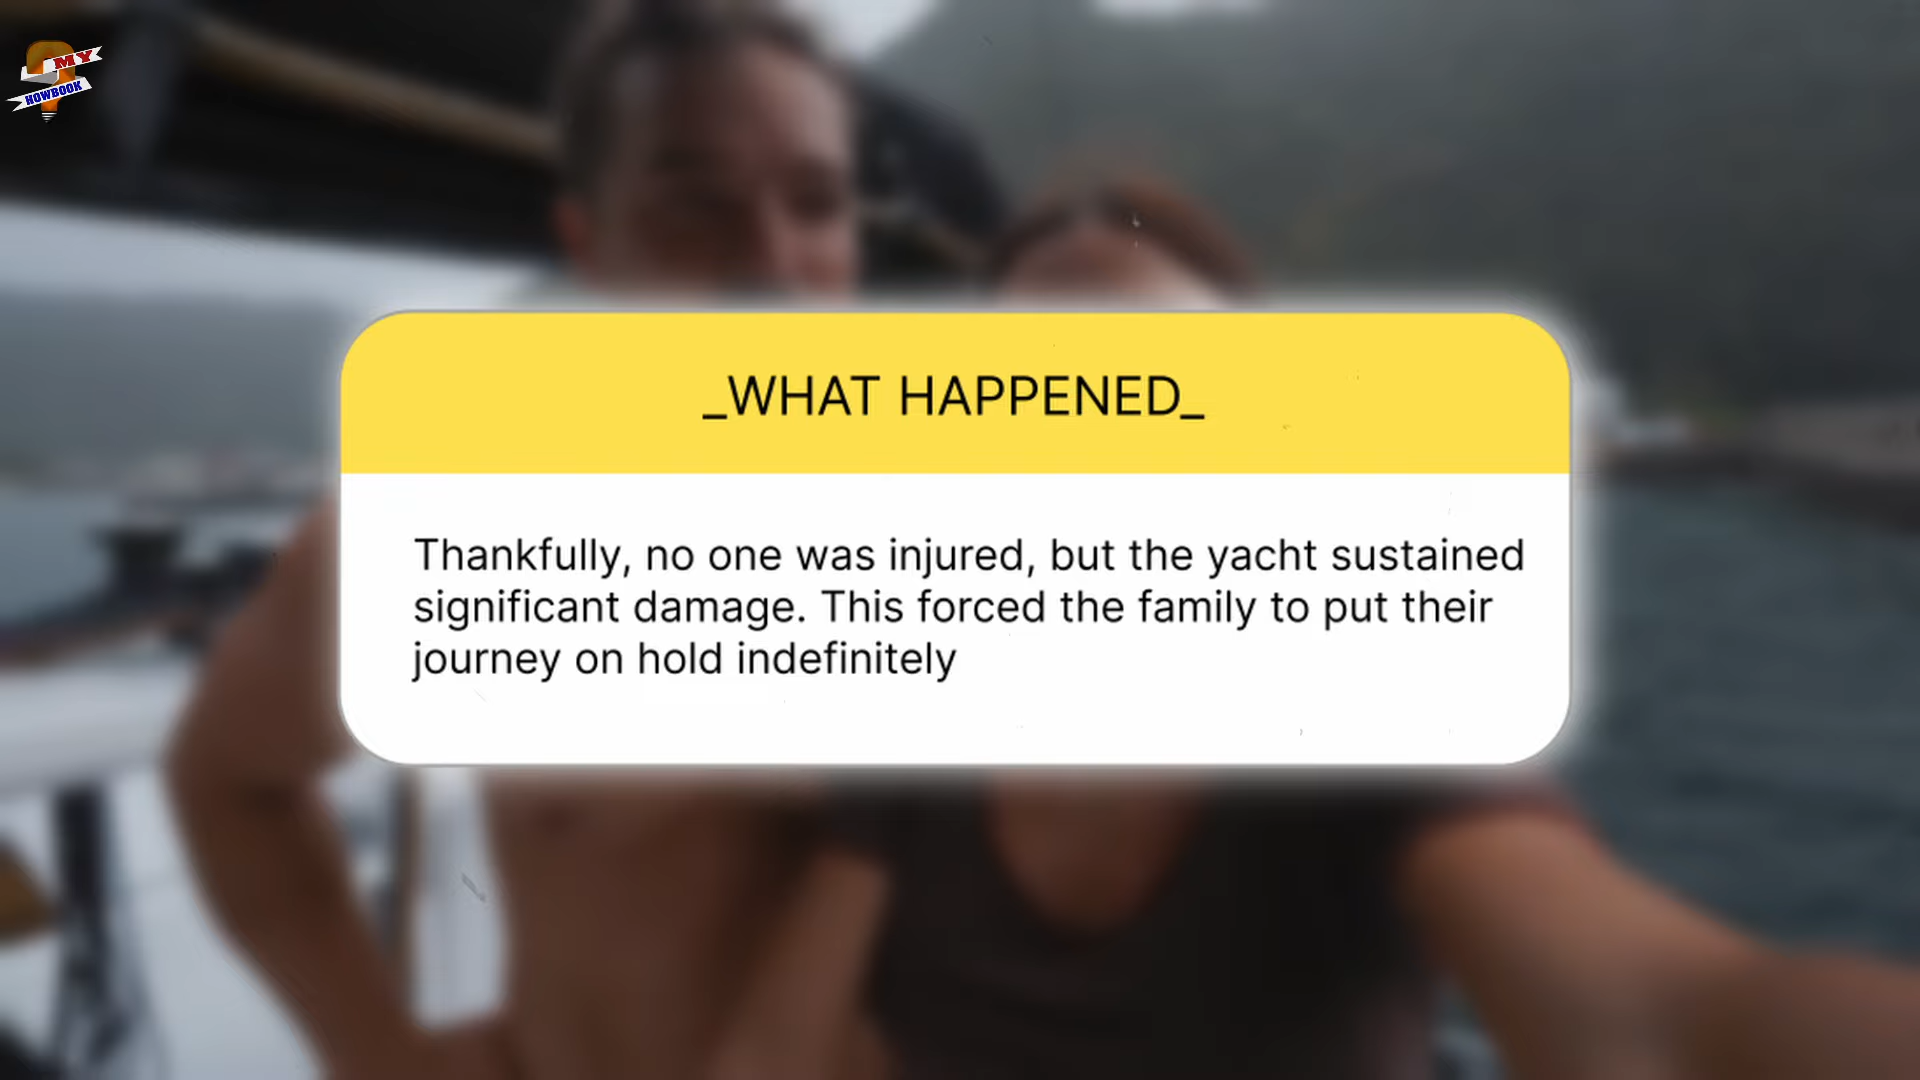 MY
HOWBOOK
_WHAT HAPPENED_
Thankfully, no one was injured, but the yacht sustained
significant damage. This forced the family to put their
journey on hold indefinitely